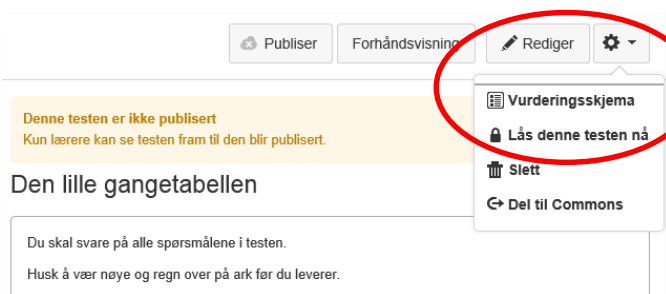 Publiser
Forhåndsvisning
Rediger
Vurderingsskjema
Lås denne testen nå
Slett
Del til Commons
Denne testen er ikke publisert
Kun lærere kan se testen fram til den blir publisert.
Den lille gangetabellen
Du skal svare på alle spørsmålene i testen.
Husk å vær nøye og regn over på ark før du leverer.